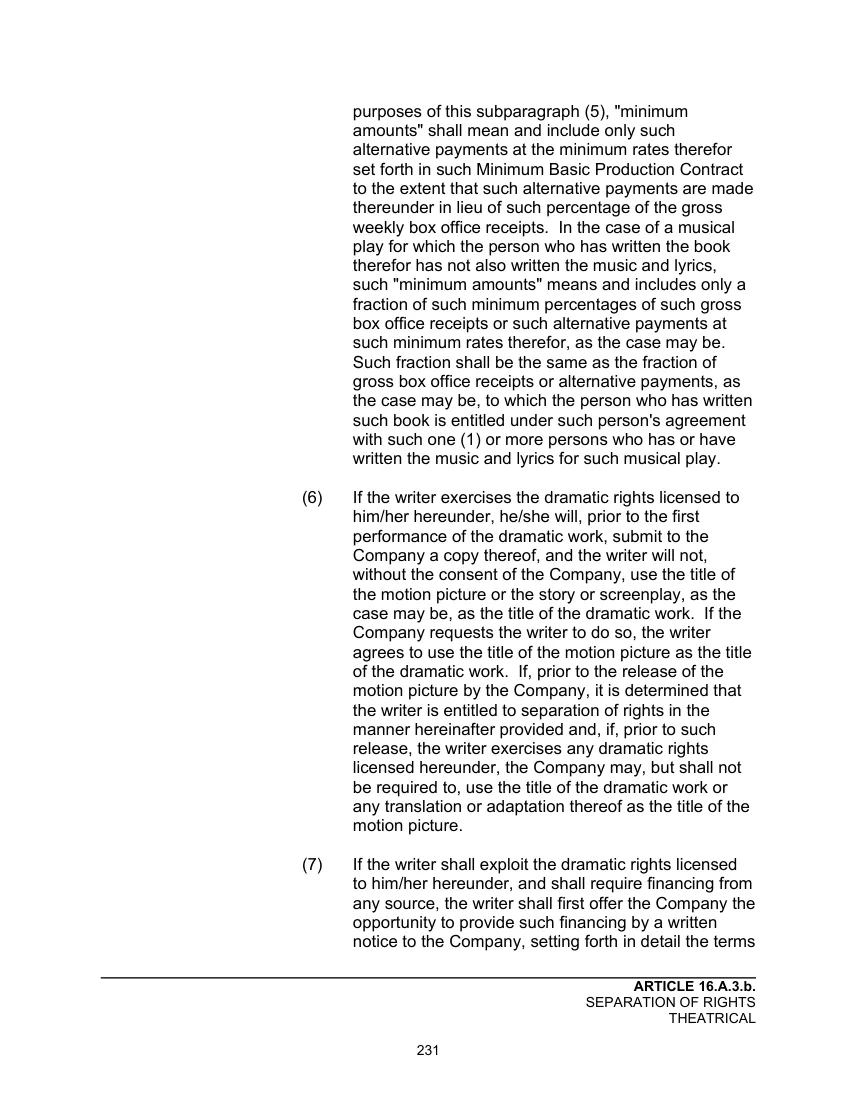 purposes of this subparagraph (5), "minimum
amounts" shall mean and include only such
alternative payments at the minimum rates therefor
set forth in such Minimum Basic Production Contract
to the extent that such alternative payments are made
thereunder in lieu of such percentage of the gross
weekly box office receipts.  In the case of a musical
play for which the person who has written the book
therefor has not also written the music and lyrics,
such "minimum amounts" means and includes only a
fraction of such minimum percentages of such gross
box office receipts or such alternative payments at
such minimum rates therefor, as the case may be.
Such fraction shall be the same as the fraction of
gross box office receipts or alternative payments, as
the case may be, to which the person who has written
such book is entitled under such person's agreement
with such one (1) or more persons who has or have
written the music and lyrics for such musical play.
(6) If the writer exercises the dramatic rights licensed to
him/her hereunder, he/she will, prior to the first
performance of the dramatic work, submit to the
Company a copy thereof, and the writer will not,
without the consent of the Company, use the title of
the motion picture or the story or screenplay, as the
case may be, as the title of the dramatic work.  If the
Company requests the writer to do so, the writer
agrees to use the title of the motion picture as the title
of the dramatic work.  If, prior to the release of the
motion picture by the Company, it is determined that
the writer is entitled to separation of rights in the
manner hereinafter provided and, if, prior to such
release, the writer exercises any dramatic rights
licensed hereunder, the Company may, but shall not
be required to, use the title of the dramatic work or
any translation or adaptation thereof as the title of the
motion picture.
(7) If the writer shall exploit the dramatic rights licensed
to him/her hereunder, and shall require financing from
any source, the writer shall first offer the Company the
opportunity to provide such financing by a written
notice to the Company, setting forth in detail the terms
ARTICLE 16.A.3.b.
SEPARATION OF RIGHTS
THEATRICAL
231